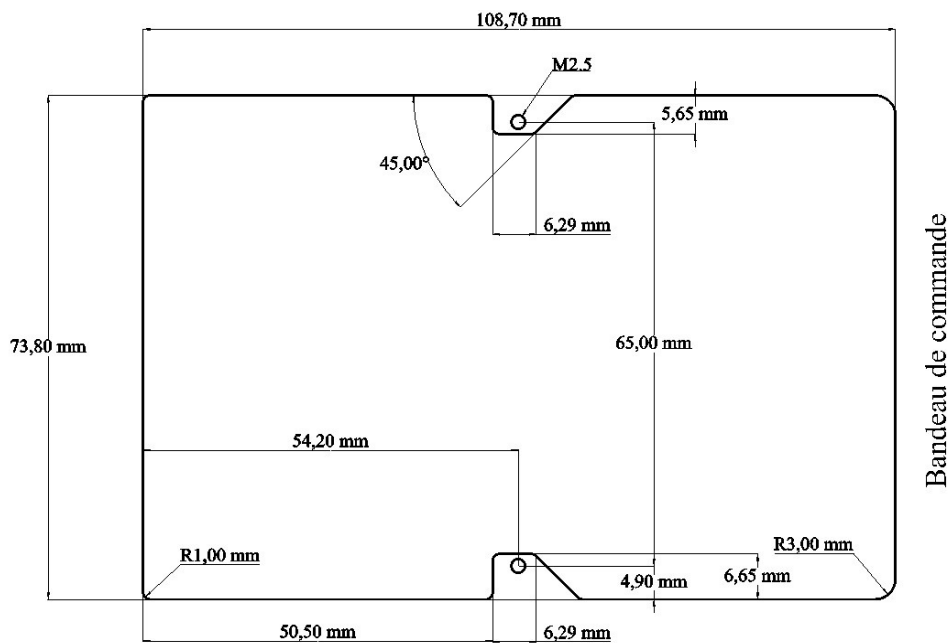 108,70 mm
M2.5
5,65 mm
45,00°
6,29 mm
73,80 mm
65,00 mm
Bandeau de commande
54,20 mm
R1,00 mm
R3,00 mm
4,90 mm
6,65 mm
50,50 mm
6,29 mm